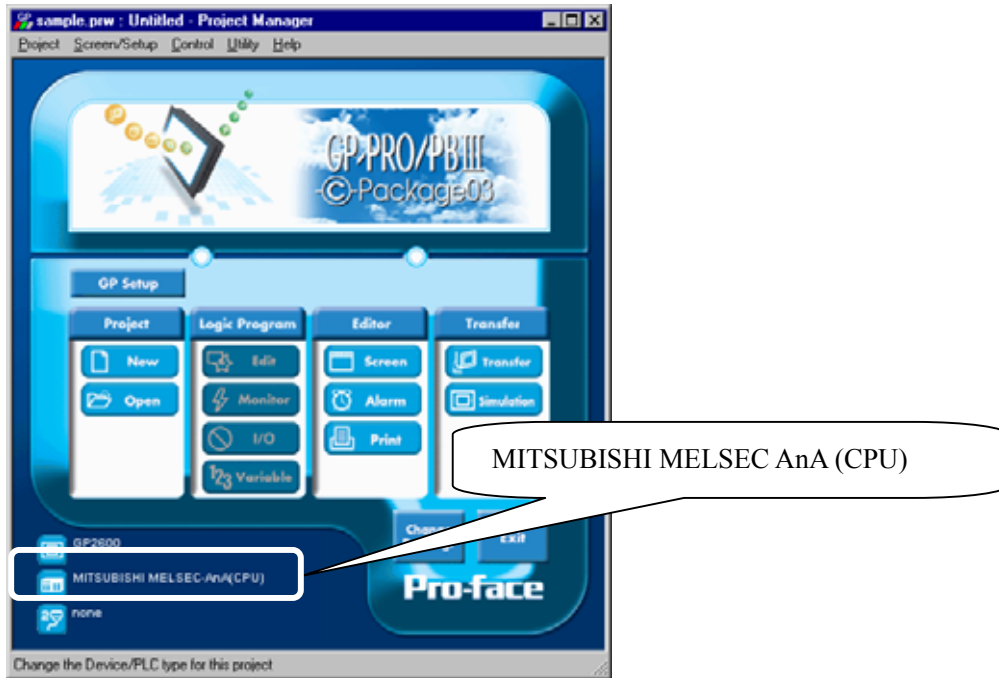 sample.prw : Untitled - Project Manager
Project Screen/Setup Control Utility Help
GP-PRO/PBIII
-C-Package03
GP Setup
Project Logic Program Editor Transfer
New Edit Screen Transfer
Open Monitor Alarm Simulation
I/O Print
123 Variable
MITSUBISHI MELSEC AnA (CPU)
Exit
GP2600
MITSUBISHI MELSEC-AnA(CPU)
Pro-face
none
Change the Device/PLC type for this project